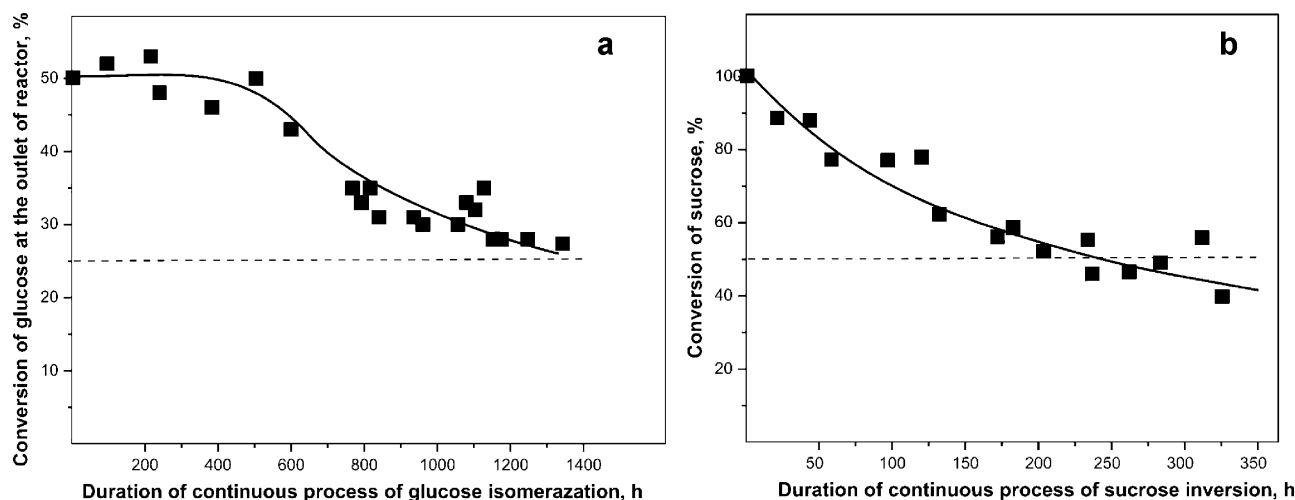 Conversion of glucose at the outlet of reactor, %
a
50
40
30
20
10
200 400 600 800 1000 1200 1400
Duration of continuous process of glucose isomerazation, h
Conversion of sucrose, %
b
100
80
60
40
20
50 100 150 200 250 300 350
Duration of continuous process of sucrose inversion, h